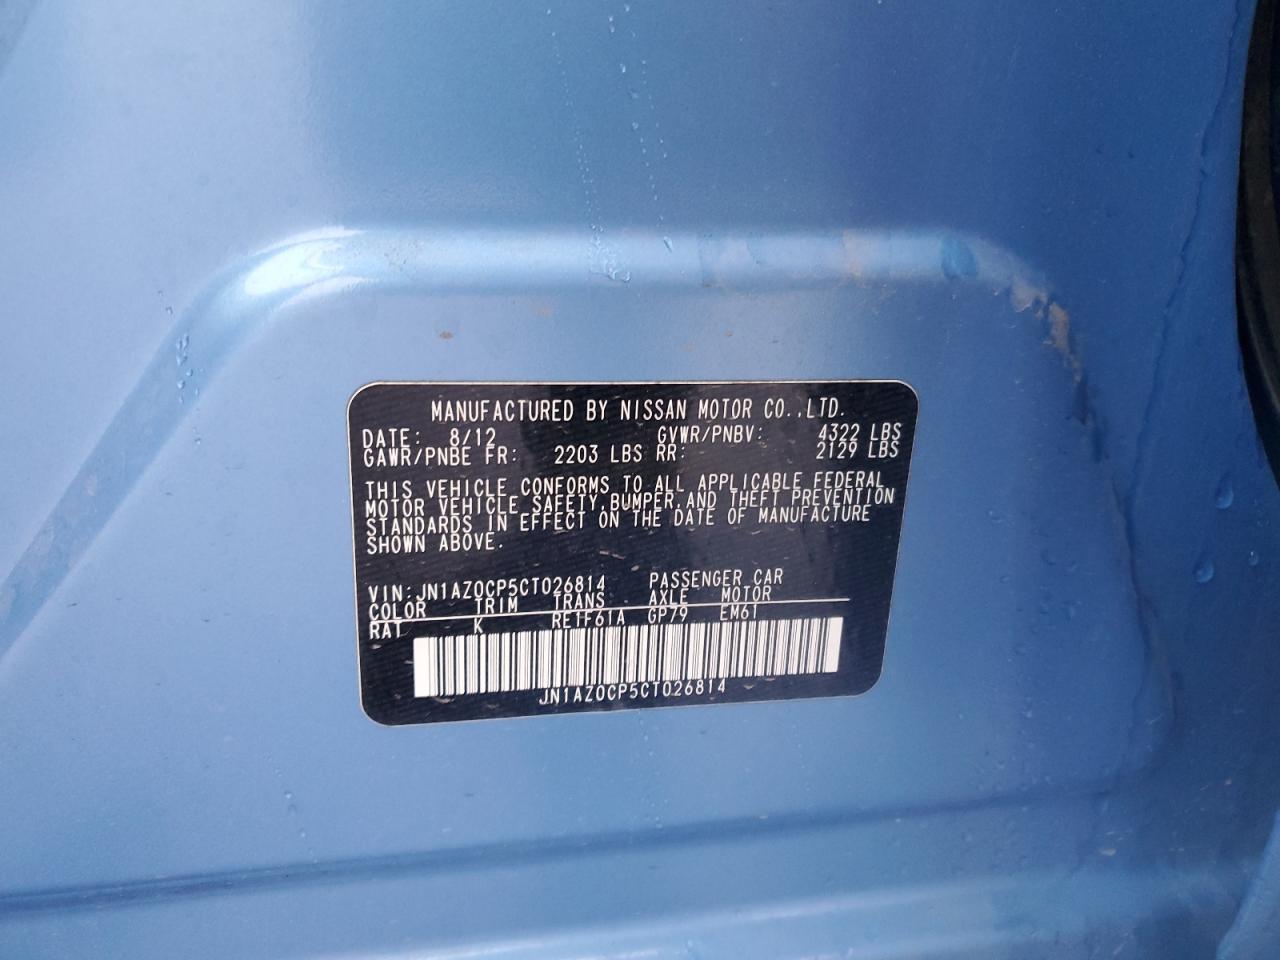 MANUFACTURED BY NISSAN MOTOR CO.,LTD.
DATE: 8/12 GVWR/PNBV: 4322 LBS
GAWR/PNBE FR: 2203 LBS RR: 2129 LBS
THIS VEHICLE CONFORMS TO ALL APPLICABLE FEDERAL
MOTOR VEHICLE SAFETY,BUMPER,AND THEFT PREVENTION
STANDARDS IN EFFECT ON THE DATE OF MANUFACTURE
SHOWN ABOVE.
VIN:JN1AZ0CP5CT026814 PASSENGER CAR
COLOR TRIM TRANS AXLE MOTOR
RAT K RE1F61A GP79 EM61
JN1AZ0CP5CT026814